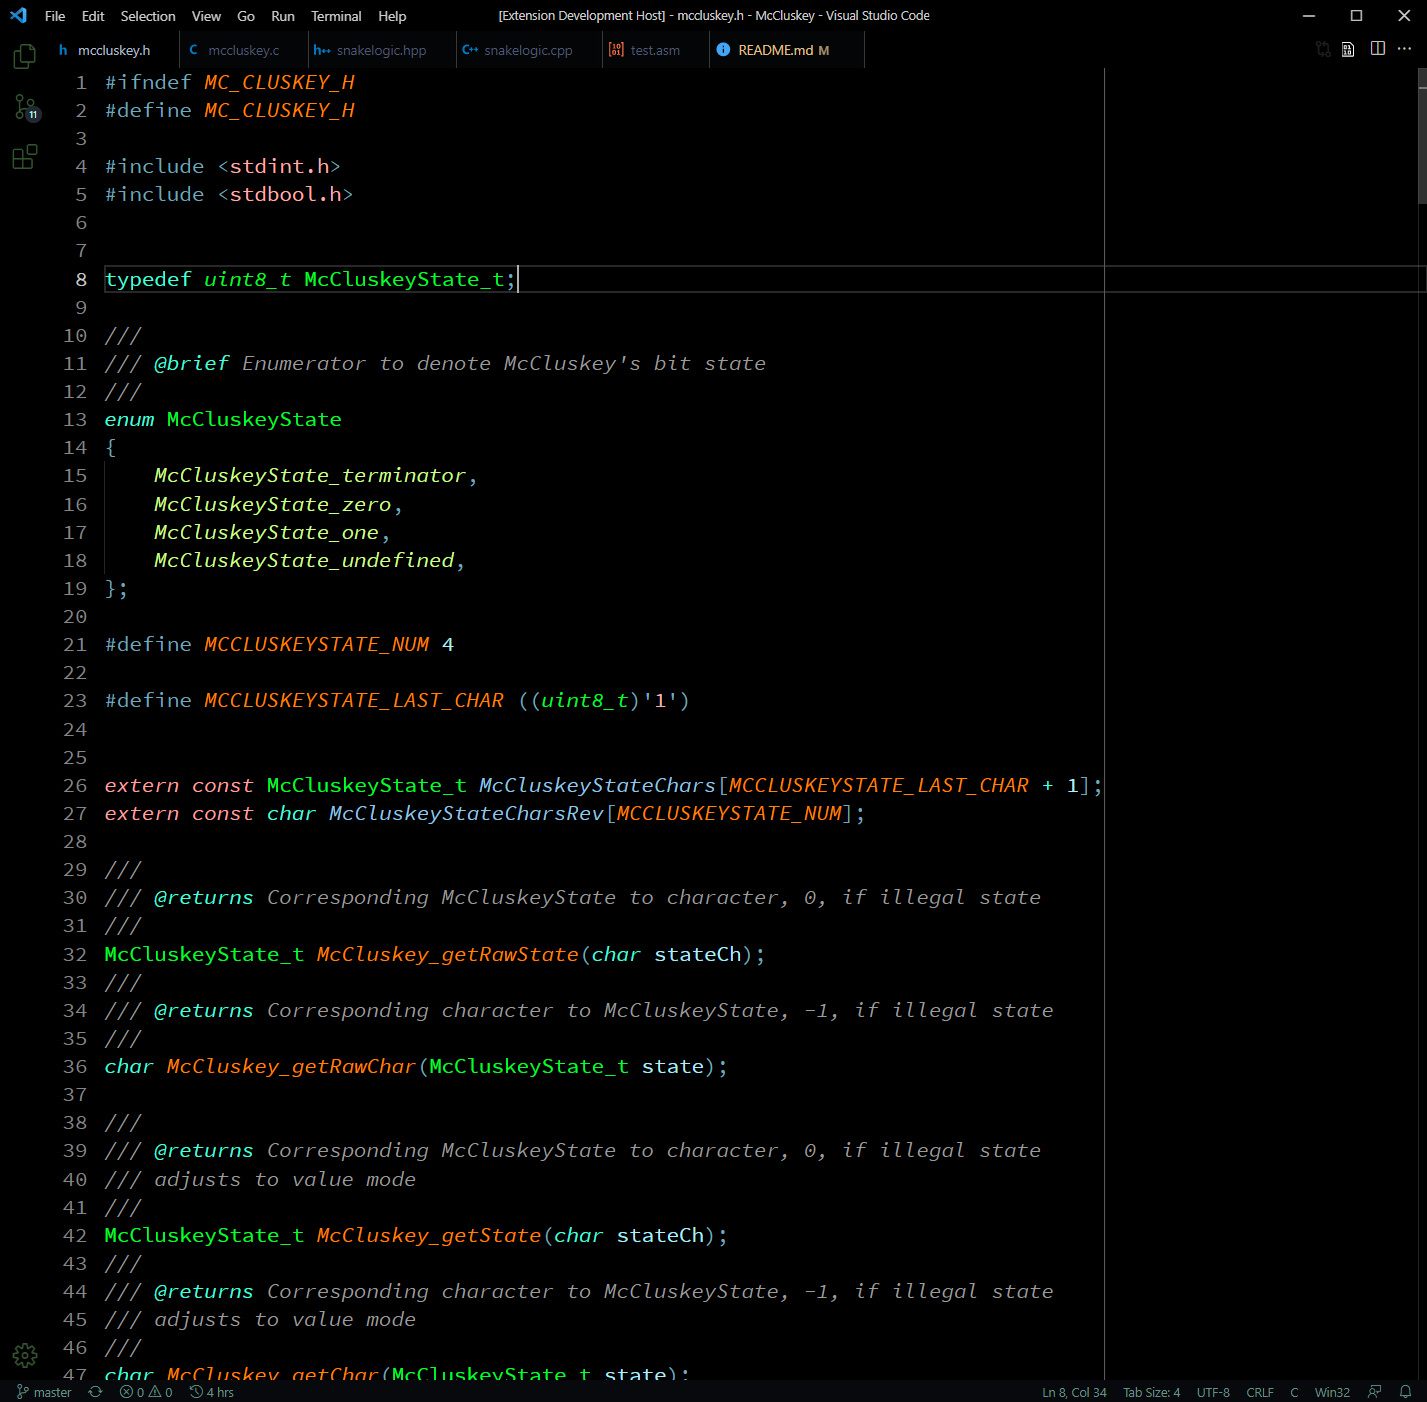 File Edit Selection View Go Run Terminal Help [Extension Development Host] - mccluskey.h - McCluskey - Visual Studio Code
h mccluskey.h C mccluskey.c h++ snakelogic.hpp C++ snakelogic.cpp test.asm README.md M
11
1 #ifndef MC_CLUSKEY_H
2 #define MC_CLUSKEY_H
3
4 #include <stdint.h>
5 #include <stdbool.h>
6
7
8 typedef uint8_t McCluskeyState_t;
9
10 ///
11 /// @brief Enumerator to denote McCluskey's bit state
12 ///
13 enum McCluskeyState
14 {
15     McCluskeyState_terminator,
16     McCluskeyState_zero,
17     McCluskeyState_one,
18     McCluskeyState_undefined,
19 };
20
21 #define MCCLUSKEYSTATE_NUM 4
22
23 #define MCCLUSKEYSTATE_LAST_CHAR ((uint8_t)'1')
24
25
26 extern const McCluskeyState_t McCluskeyStateChars[MCCLUSKEYSTATE_LAST_CHAR + 1];
27 extern const char McCluskeyStateCharsRev[MCCLUSKEYSTATE_NUM];
28
29 ///
30 /// @returns Corresponding McCluskeyState to character, 0, if illegal state
31 ///
32 McCluskeyState_t McCluskey_getRawState(char stateCh);
33 ///
34 /// @returns Corresponding character to McCluskeyState, -1, if illegal state
35 ///
36 char McCluskey_getRawChar(McCluskeyState_t state);
37
38 ///
39 /// @returns Corresponding McCluskeyState to character, 0, if illegal state
40 /// adjusts to value mode
41 ///
42 McCluskeyState_t McCluskey_getState(char stateCh);
43 ///
44 /// @returns Corresponding character to McCluskeyState, -1, if illegal state
45 /// adjusts to value mode
46 ///
47 char McCluskey_getChar(McCluskeyState_t state);
master 0 0 4 hrs Ln 8, Col 34 Tab Size: 4 UTF-8 CRLF C Win32